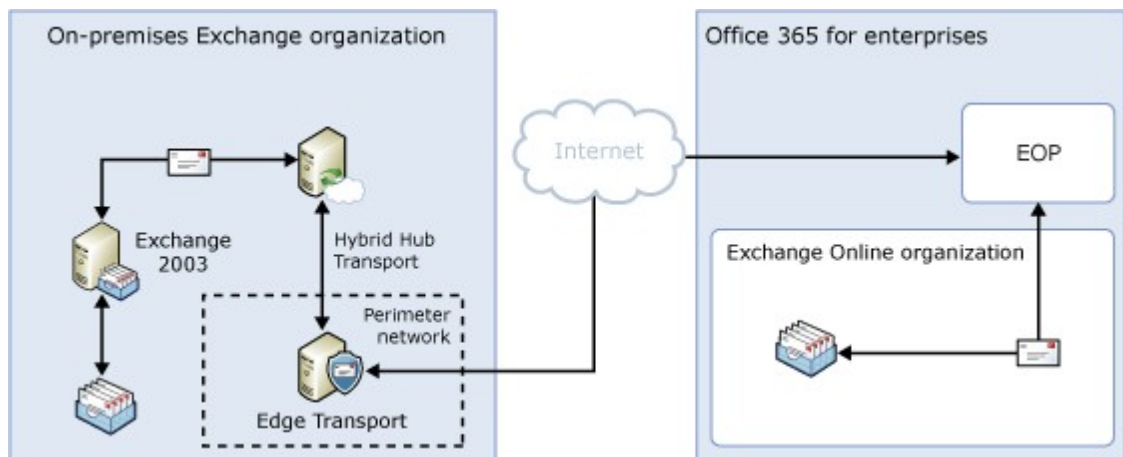 On-premises Exchange organization
Office 365 for enterprises
Internet
EOP
Exchange
2003
Hybrid Hub
Transport
Exchange Online organization
Perimeter
network
Edge Transport